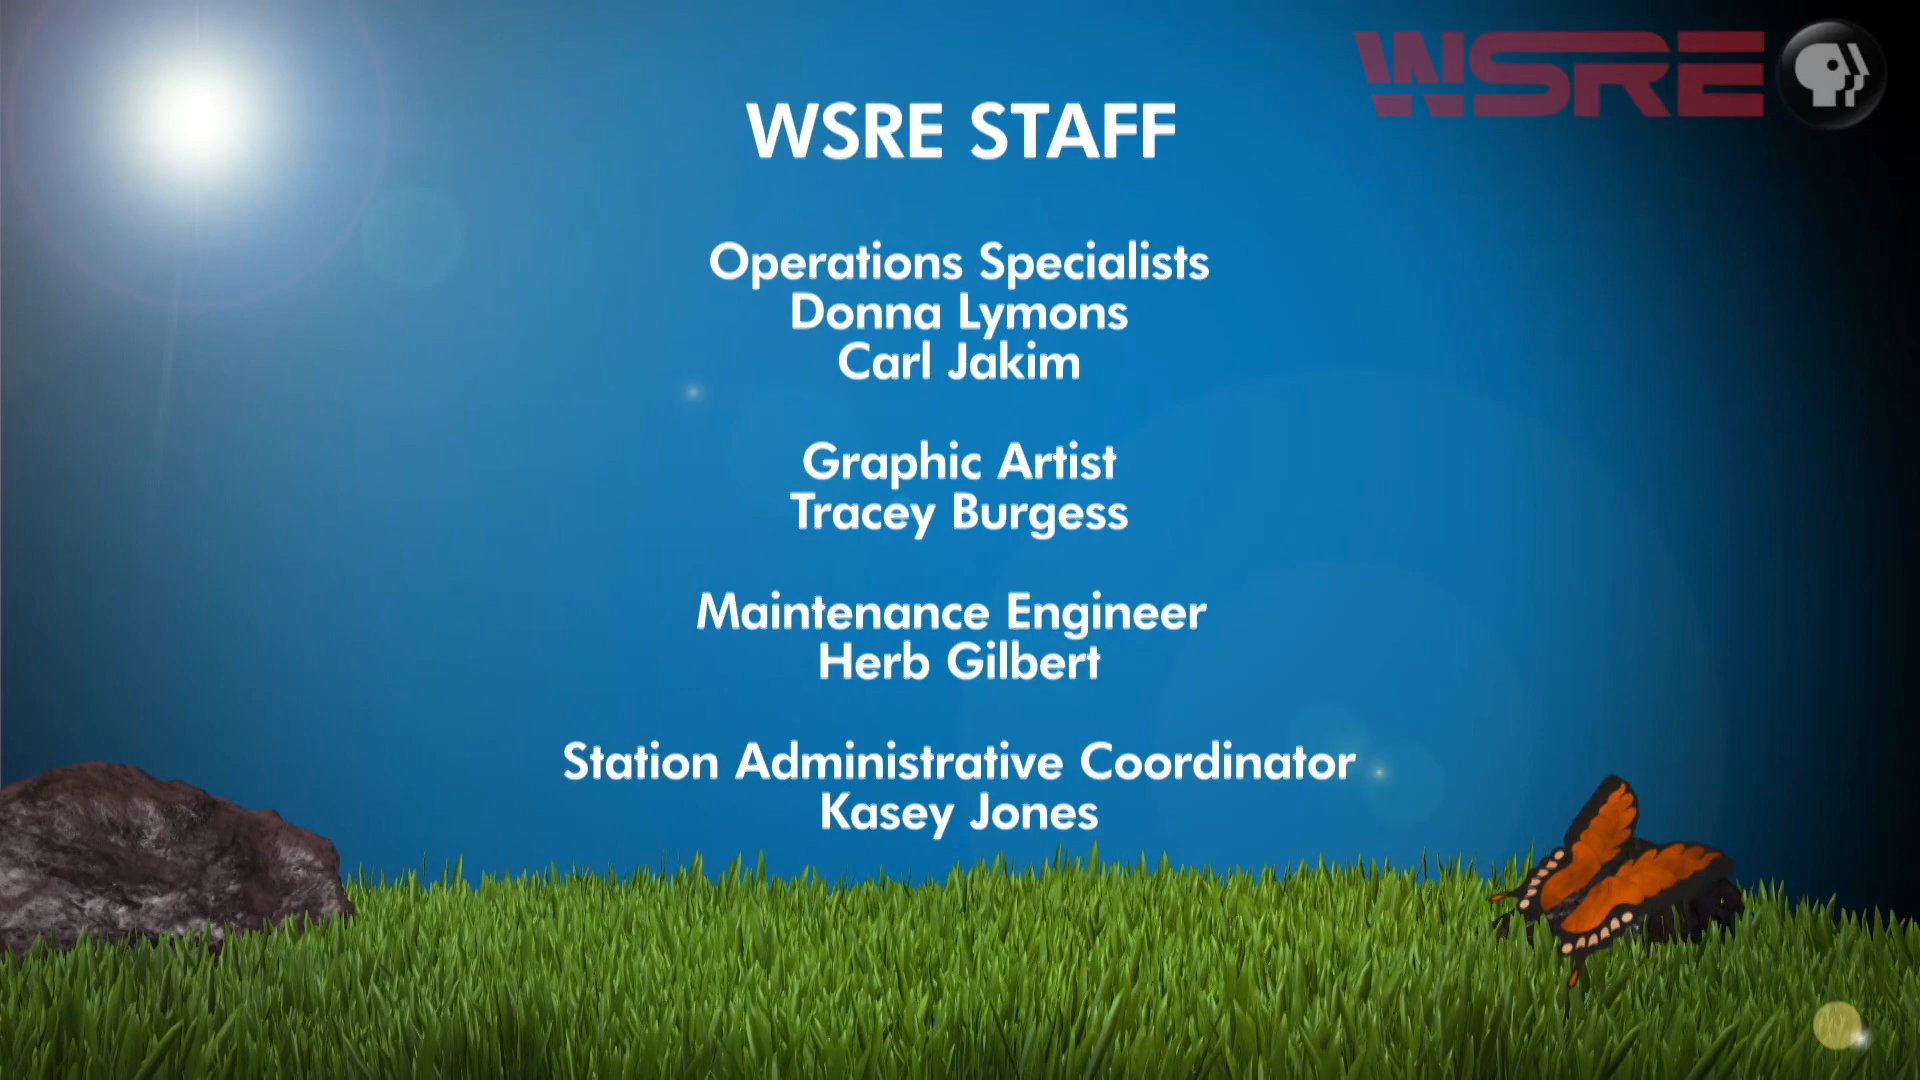 WSRE
WSRE STAFF
Operations Specialists
Donna Lymons
Carl Jakim
Graphic Artist
Tracey Burgess
Maintenance Engineer
Herb Gilbert
Station Administrative Coordinator
Kasey Jones